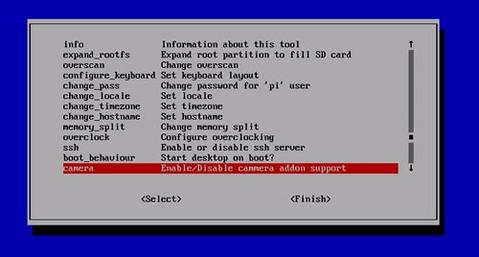 info Information about this tool
expand_rootfs Expand root partition to fill SD card
overscan Change overscan
configure_keyboard Set keyboard layout
change_pass Change password for 'pi' user
change_locale Set locale
change_timezone Set timezone
change_hostname Set hostname
memory_split Change memory split
overclock Configure overclocking
ssh Enable or disable ssh server
boot_behaviour Start desktop on boot?
camera Enable/Disable cammera addon support
<Select> <Finish>